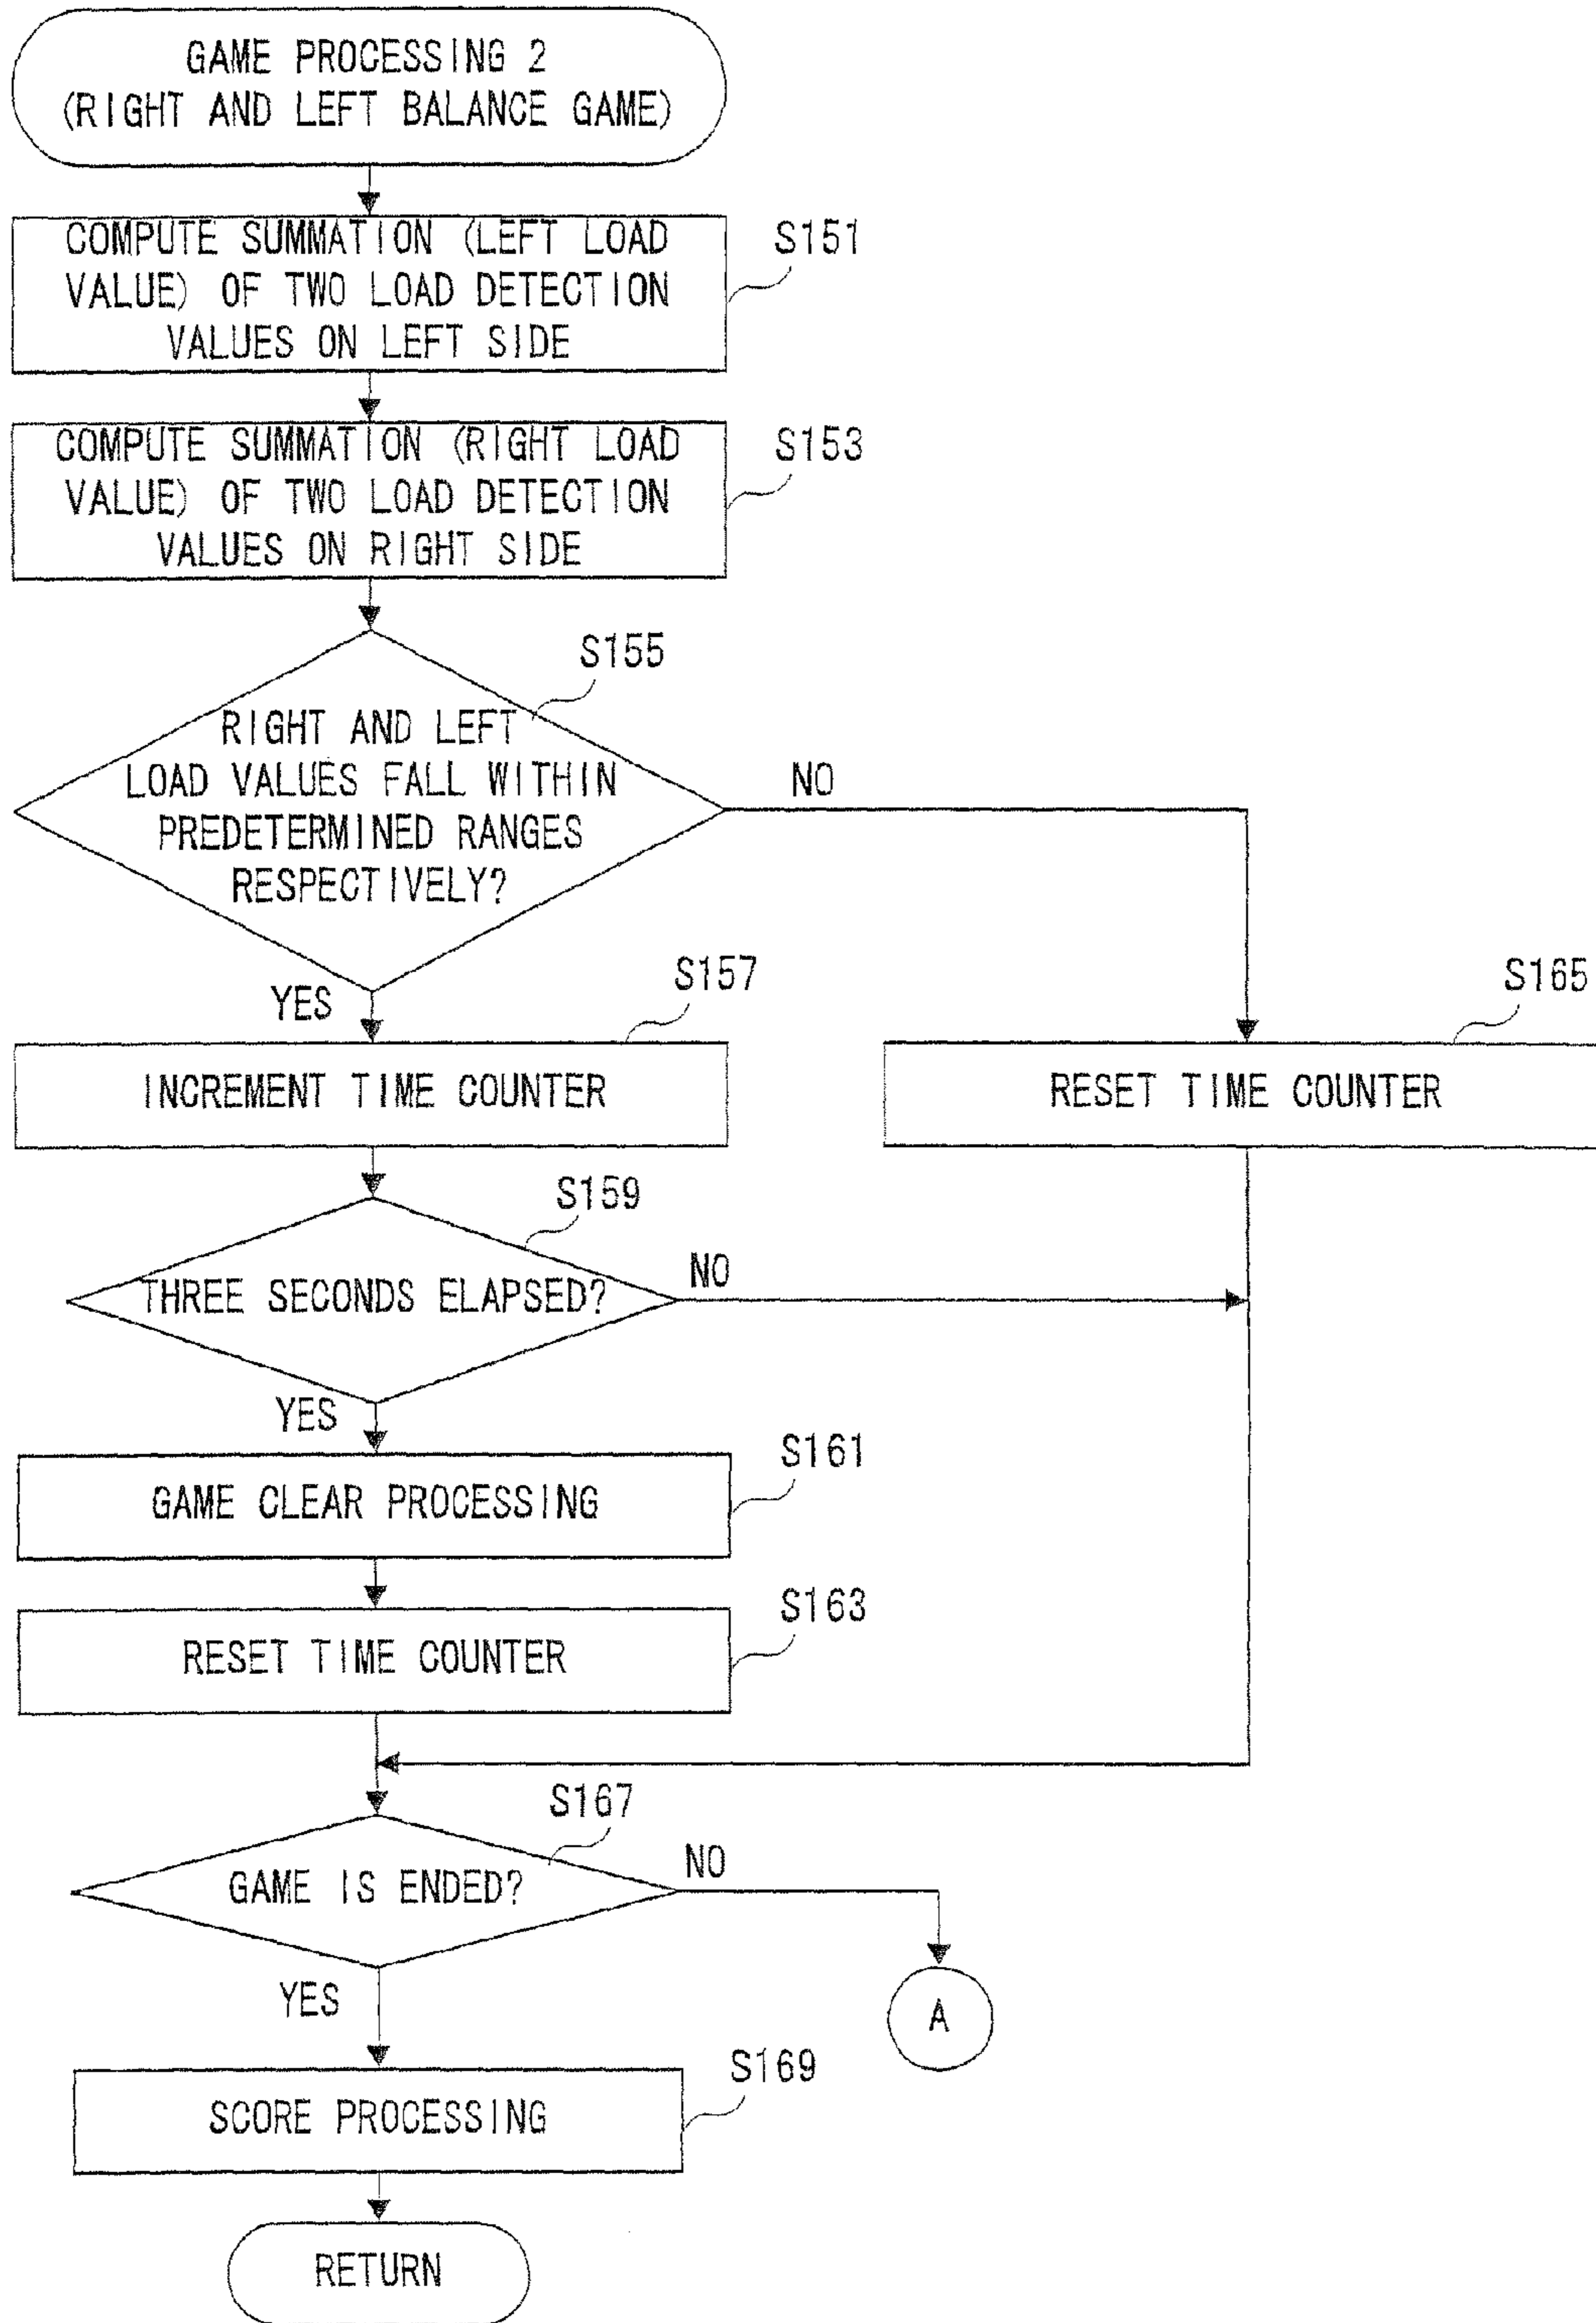 GAME PROCESSING 2
(RIGHT AND LEFT BALANCE GAME)
COMPUTE SUMMATION (LEFT LOAD
VALUE) OF TWO LOAD DETECTION
VALUES ON LEFT SIDE
S151
COMPUTE SUMMATION (RIGHT LOAD
VALUE) OF TWO LOAD DETECTION
VALUES ON RIGHT SIDE
S153
S155
RIGHT AND LEFT
LOAD VALUES FALL WITHIN
PREDETERMINED RANGES
RESPECTIVELY?
NO
YES
S157
S165
INCREMENT TIME COUNTER
RESET TIME COUNTER
S159
THREE SECONDS ELAPSED?
NO
YES
S161
GAME CLEAR PROCESSING
S163
RESET TIME COUNTER
S167
GAME IS ENDED?
NO
YES
A
S169
SCORE PROCESSING
RETURN